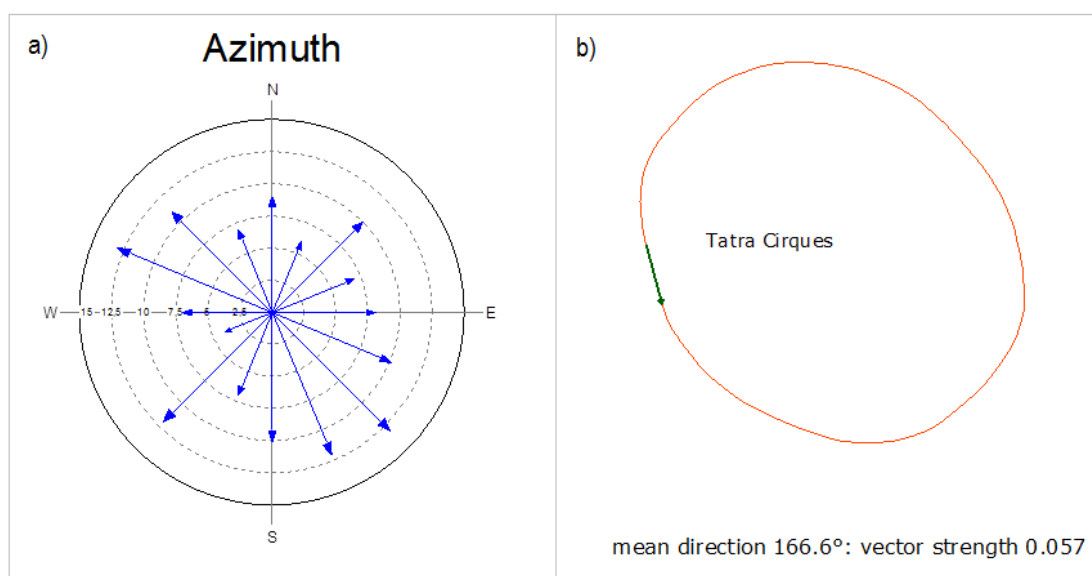 a)
Azimuth
N
W
15
12,5
10
7,5
5
2,5
E
S
b)
Tatra Cirques
mean direction 166.6°: vector strength 0.057